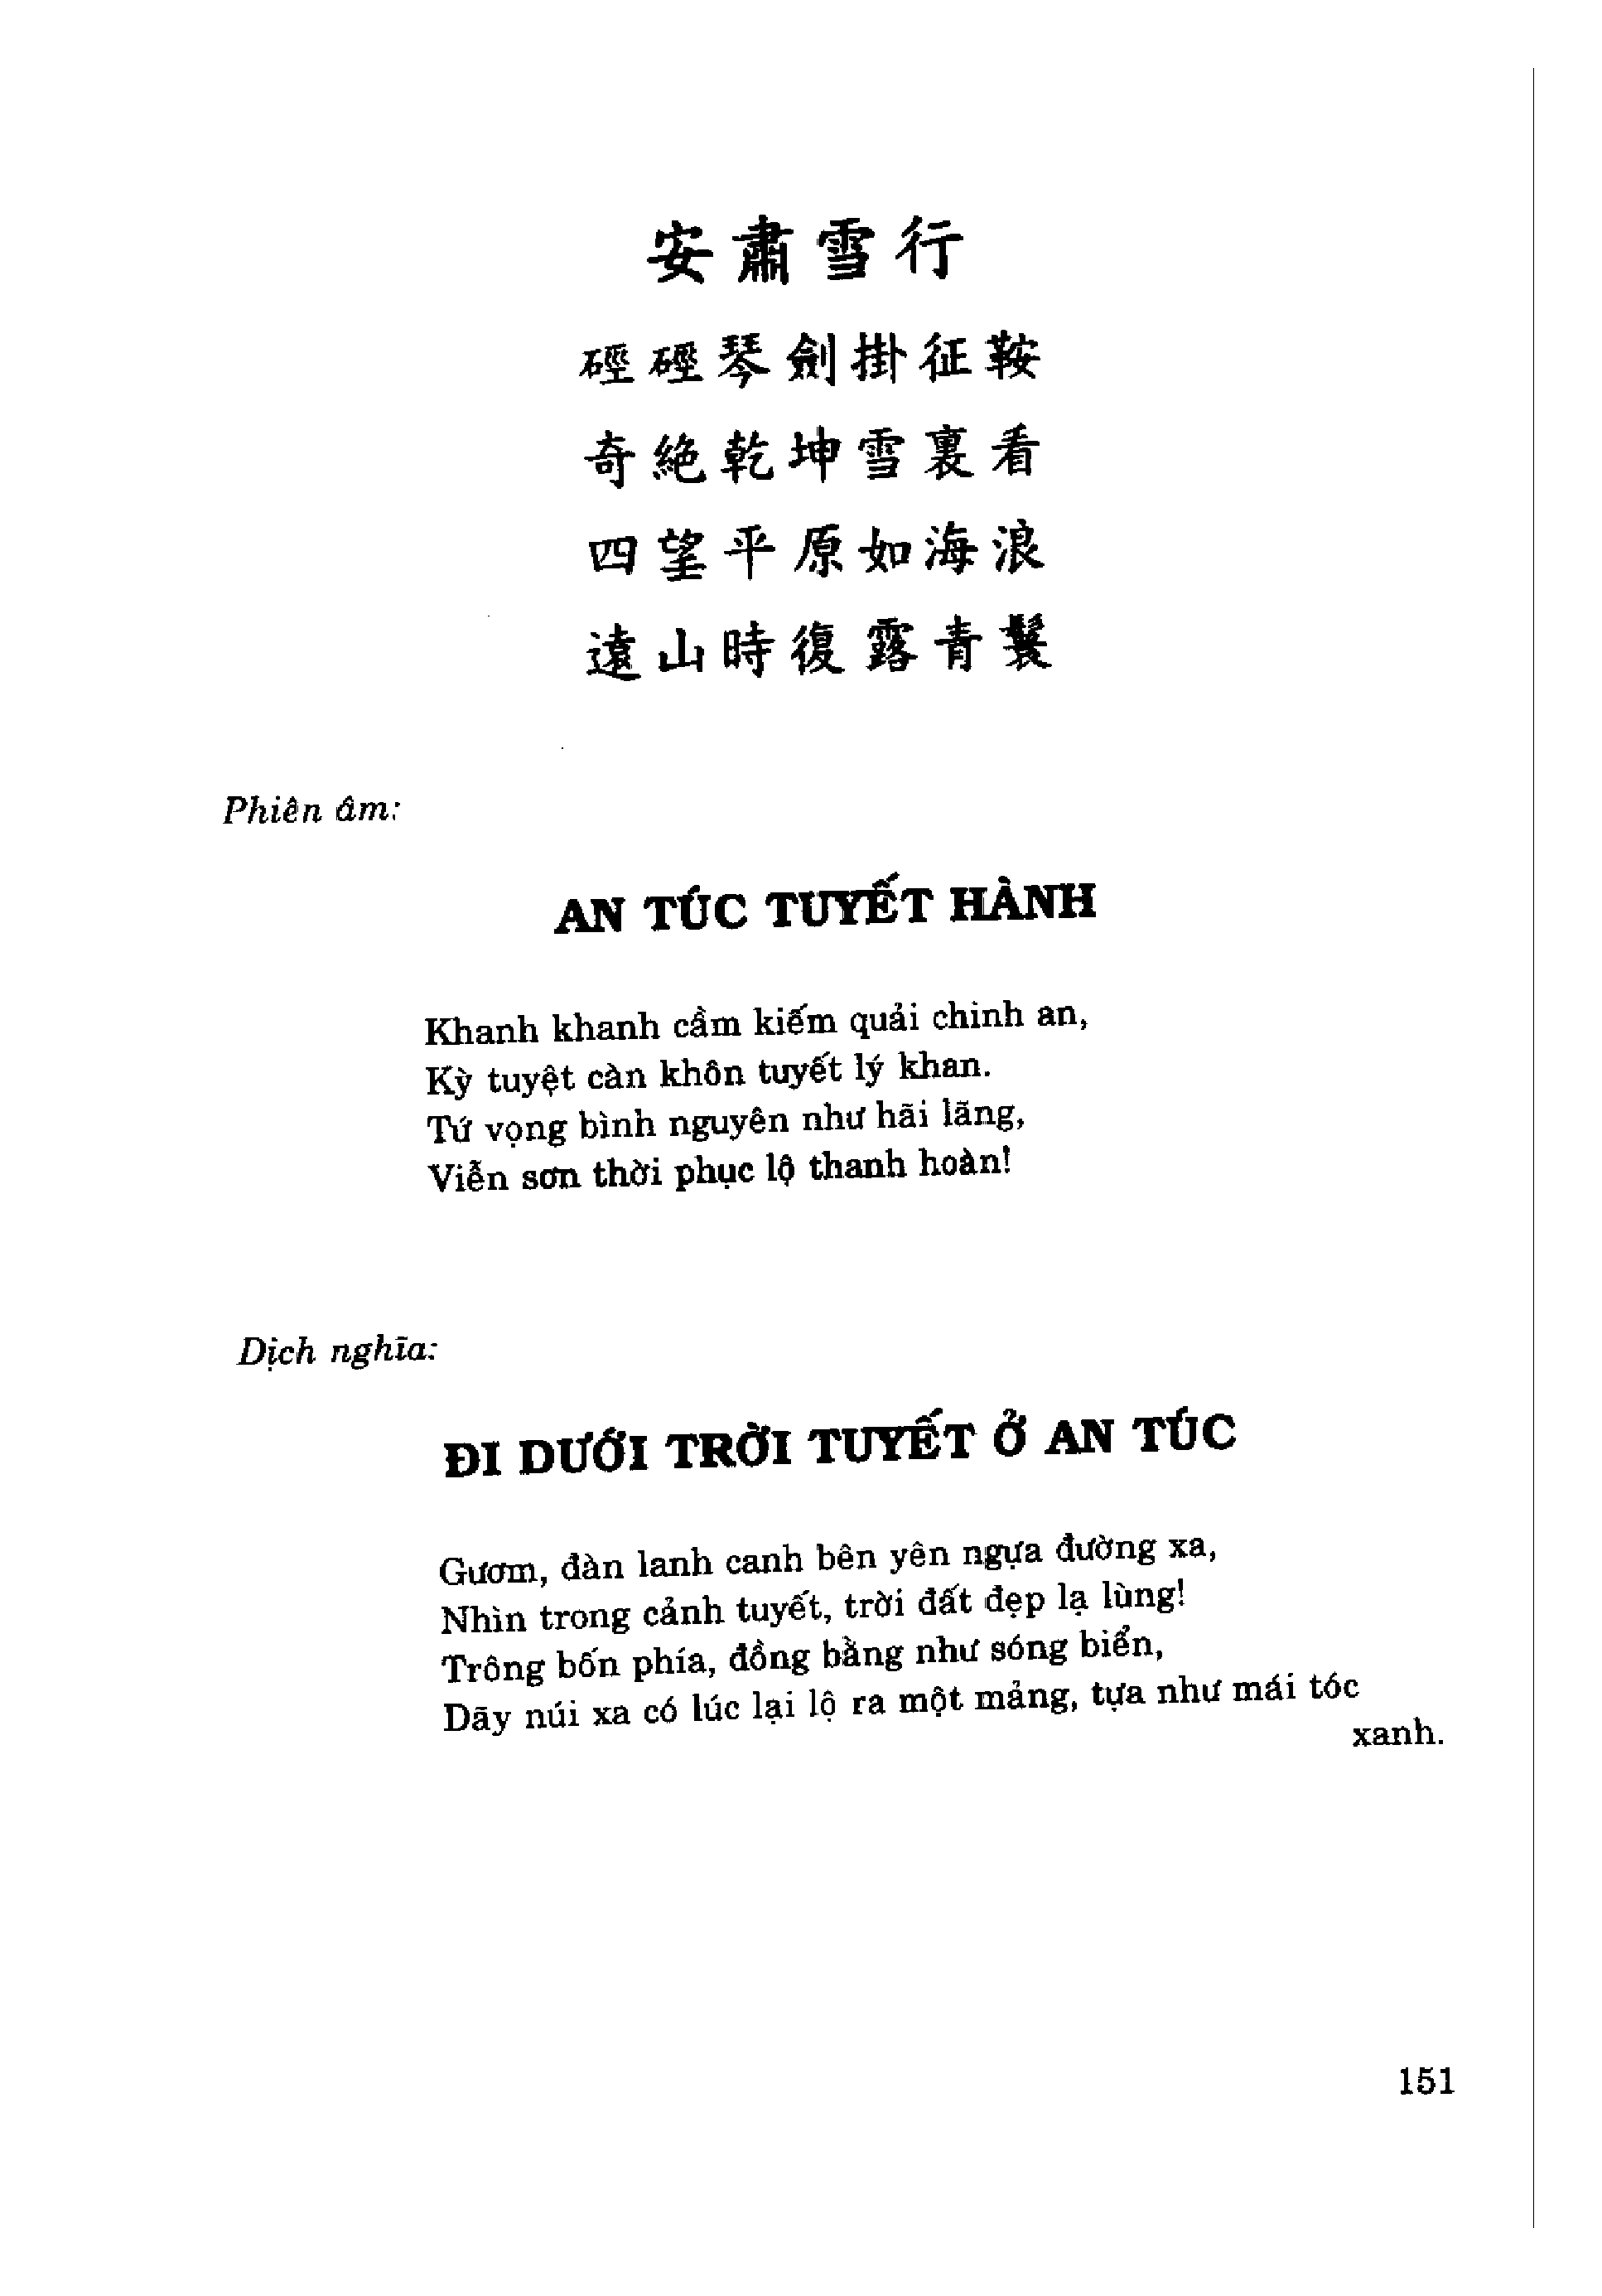 安肅雪行
硜硜琴劍掛征鞍
奇絶乾坤雪裏看
四望平原如海浪
遠山時復露青鬟
Phiên âm:
AN TÚC TUYẾT HÀNH
Khanh khanh cầm kiếm quải chinh an,
Kỳ tuyệt càn khôn tuyết lý khan.
Tứ vọng bình nguyên như hãi lãng,
Viễn sơn thời phục lộ thanh hoàn!
Dịch nghĩa:
ĐI DƯỚI TRỜI TUYẾT Ở AN TÚC
Gươm, đàn lanh canh bên yên ngựa đường xa,
Nhìn trong cảnh tuyết, trời đất đẹp lạ lùng!
Trông bốn phía, đồng bằng như sóng biển,
Dãy núi xa có lúc lại lộ ra một mảng, tựa như mái tóc
xanh.
151